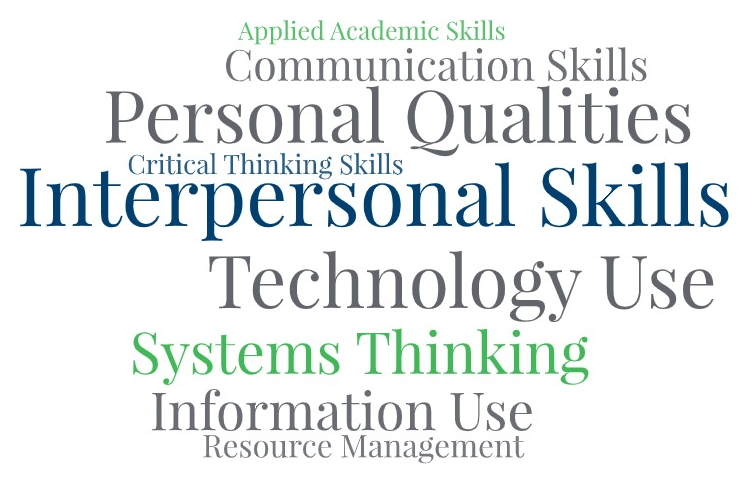 Applied Academic Skills
Communication Skills
Personal Qualities
Critical Thinking Skills
Interpersonal Skills
Technology Use
Systems Thinking
Information Use
Resource Management